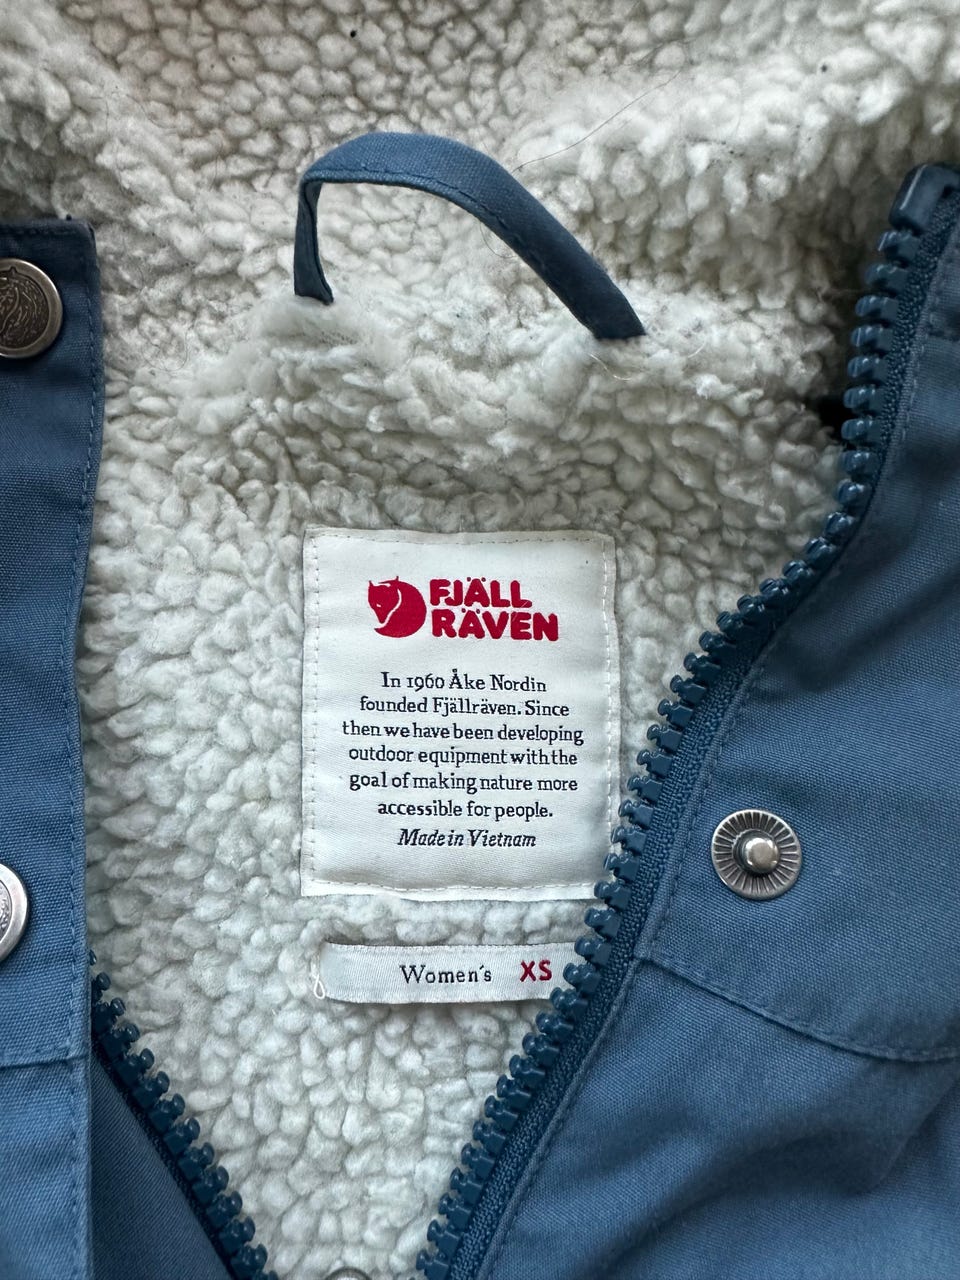 FJÄLL
RÄVEN
In 1960 Åke Nordin
founded Fjällräven. Since
then we have been developing
outdoor equipment with the
goal of making nature more
accessible for people.
Made in Vietnam
Women´s XS